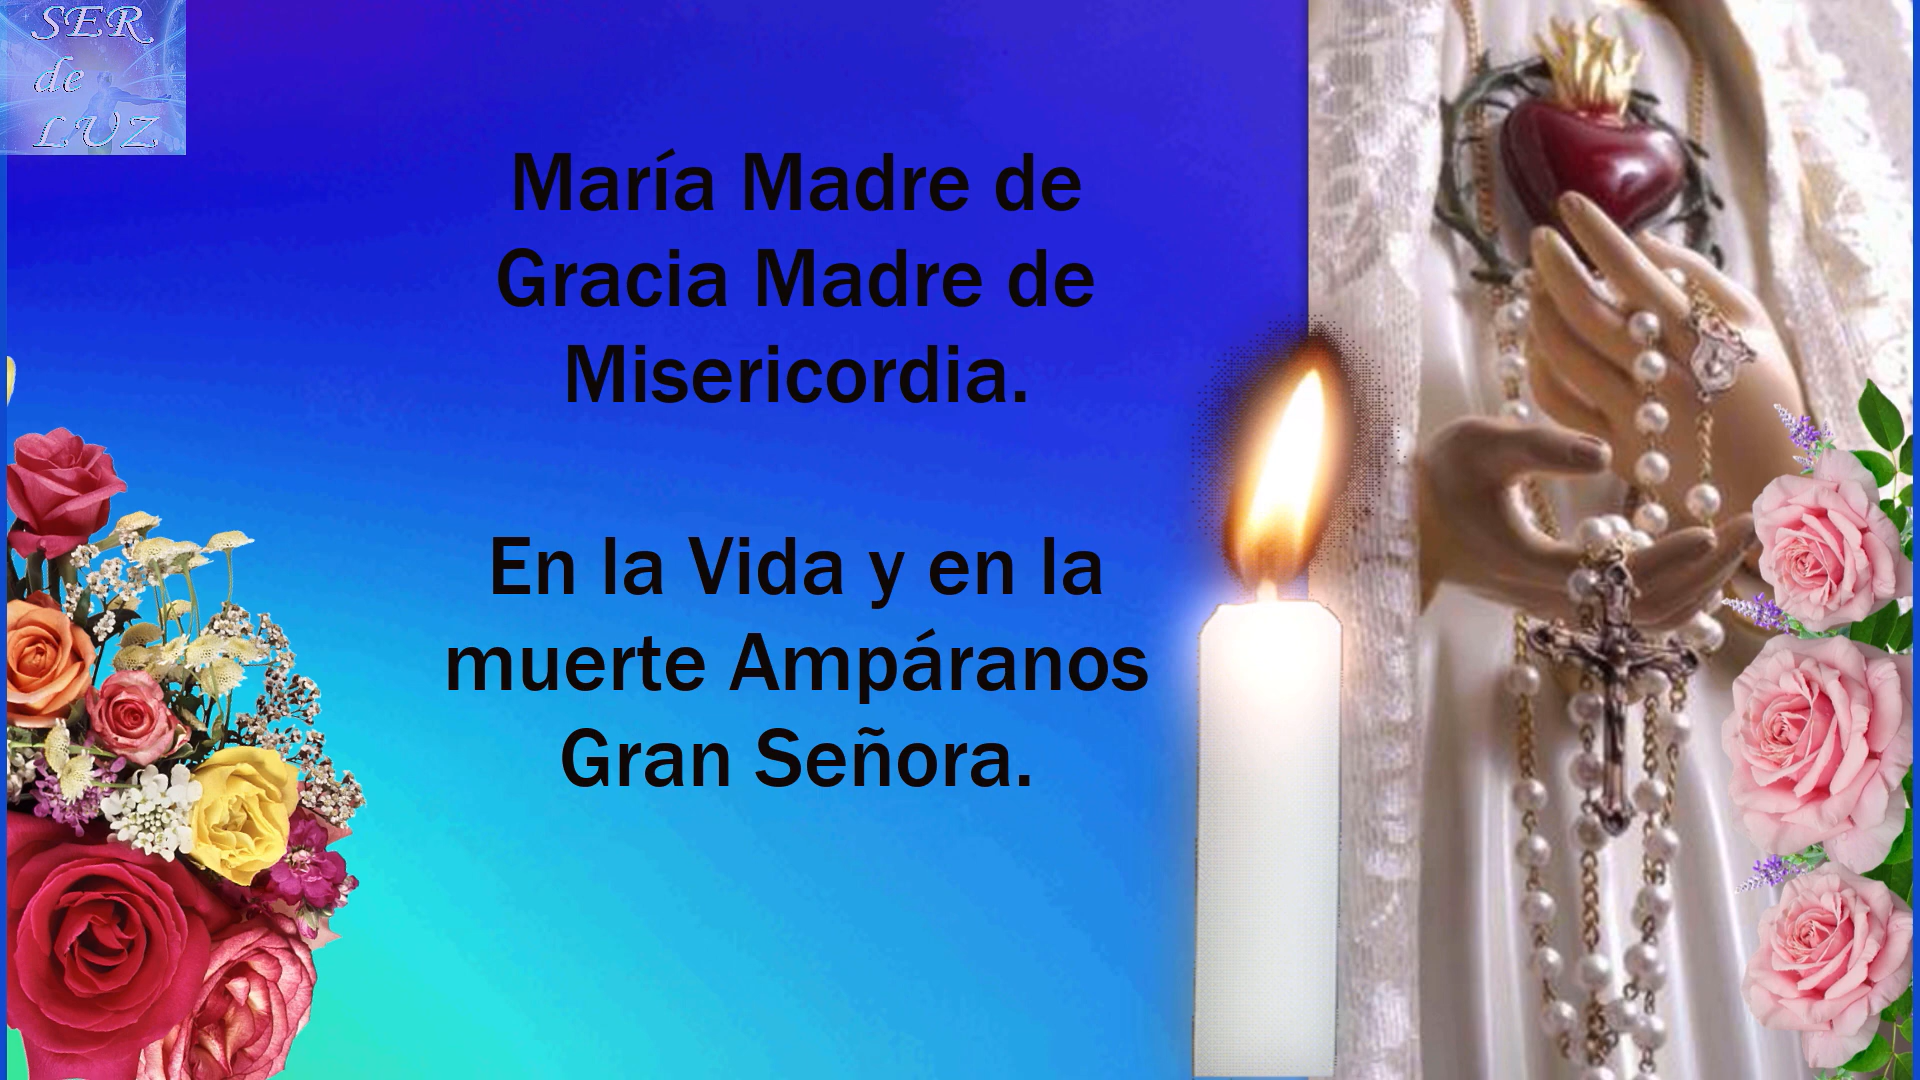 SER
de
LUZ
María Madre de
Gracia Madre de
Misericordia.
En la Vida y en la
muerte Ampáranos
Gran Señora.